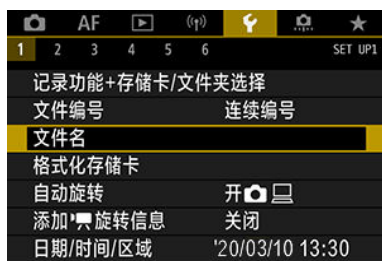 AF
1 2 3 4 5 6 SET UP1
记录功能+存储卡/文件夹选择
文件编号 连续编号
文件名
格式化存储卡
自动旋转 开
添加旋转信息 关闭
日期/时间/区域 '20/03/10 13:30